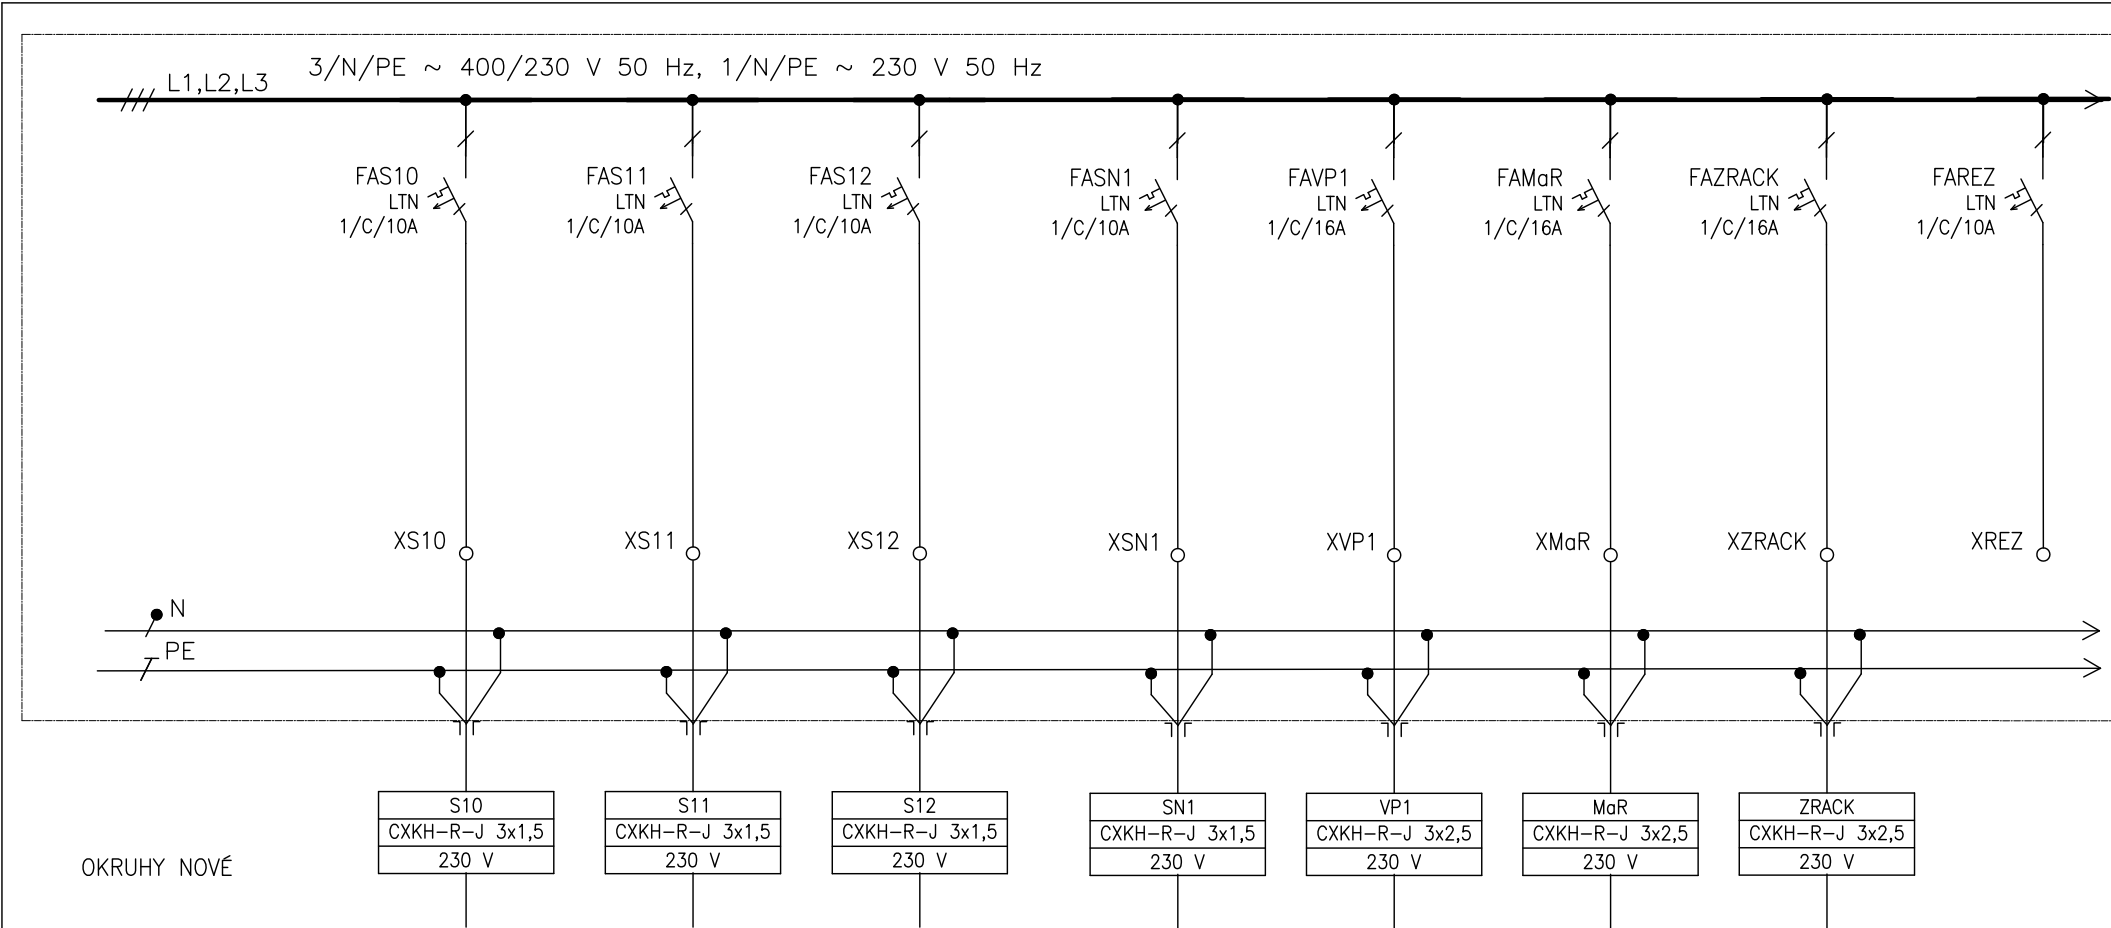 3/N/PE ~ 400/230 V 50 Hz, 1/N/PE ~ 230 V 50 Hz
L1,L2,L3
FAS10
LTN
1/C/10A
FAS11
LTN
1/C/10A
FAS12
LTN
1/C/10A
FASN1
LTN
1/C/10A
FAVP1
LTN
1/C/16A
FAMaR
LTN
1/C/16A
FAZRACK
LTN
1/C/16A
FAREZ
LTN
1/C/10A
XS10
XS11
XS12
XSN1
XVP1
XMaR
XZRACK
XREZ
N
PE
S10
CXKH-R-J 3x1,5
230 V
S11
CXKH-R-J 3x1,5
230 V
S12
CXKH-R-J 3x1,5
230 V
SN1
CXKH-R-J 3x1,5
230 V
VP1
CXKH-R-J 3x2,5
230 V
MaR
CXKH-R-J 3x2,5
230 V
ZRACK
CXKH-R-J 3x2,5
230 V
OKRUHY NOVÉ